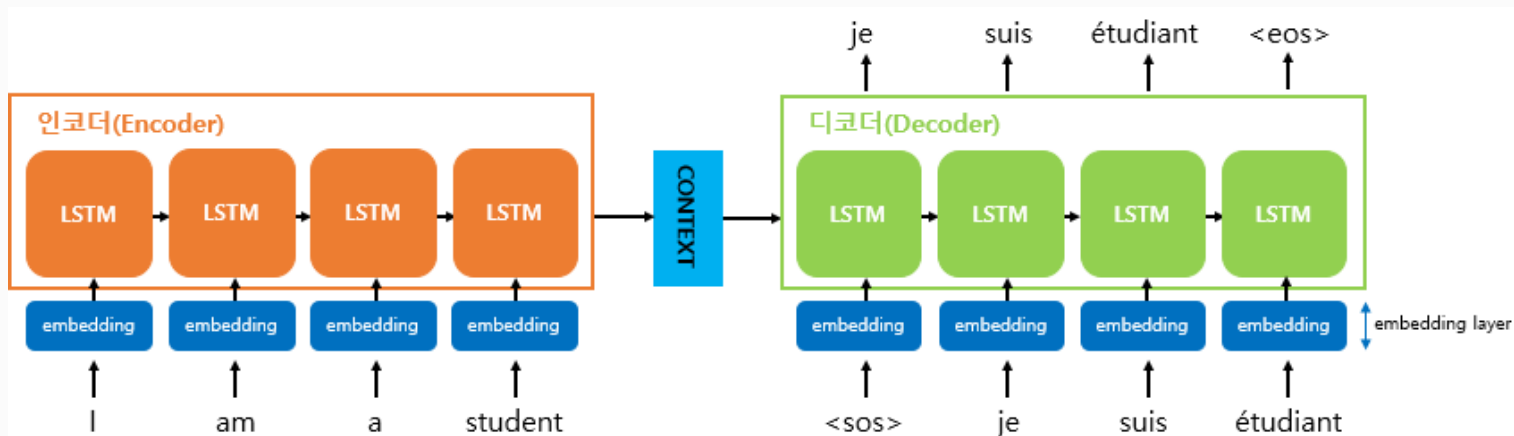 je suis étudiant <eos>
인코더(Encoder)
디코더(Decoder)
LSTM LSTM LSTM LSTM
CONTEXT
LSTM LSTM LSTM LSTM
embedding embedding embedding embedding
embedding embedding embedding embedding
embedding layer
I am a student
<sos> je suis étudiant